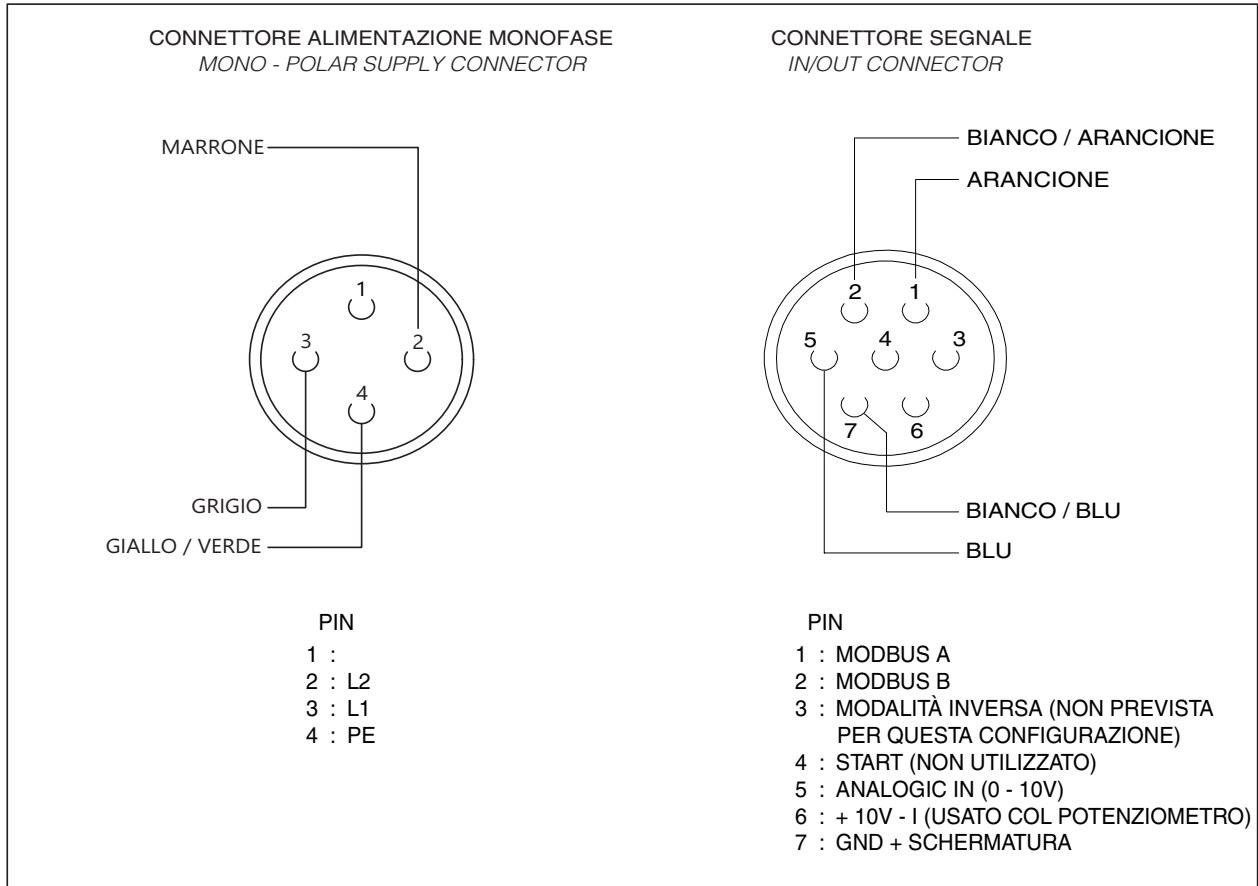 CONNETTORE ALIMENTAZIONE MONOFASE
MONO - POLAR SUPPLY CONNECTOR
MARRONE
1
3
2
4
GRIGIO
GIALLO / VERDE
PIN
1 :
2 : L2
3 : L1
4 : PE
CONNETTORE SEGNALE
IN/OUT CONNECTOR
BIANCO / ARANCIONE
ARANCIONE
2
1
5
4
3
7
6
BIANCO / BLU
BLU
PIN
1 : MODBUS A
2 : MODBUS B
3 : MODALITÀ INVERSA (NON PREVISTA
PER QUESTA CONFIGURAZIONE)
4 : START (NON UTILIZZATO)
5 : ANALOGIC IN (0 - 10V)
6 : + 10V - I (USATO COL POTENZIOMETRO)
7 : GND + SCHERMATURA